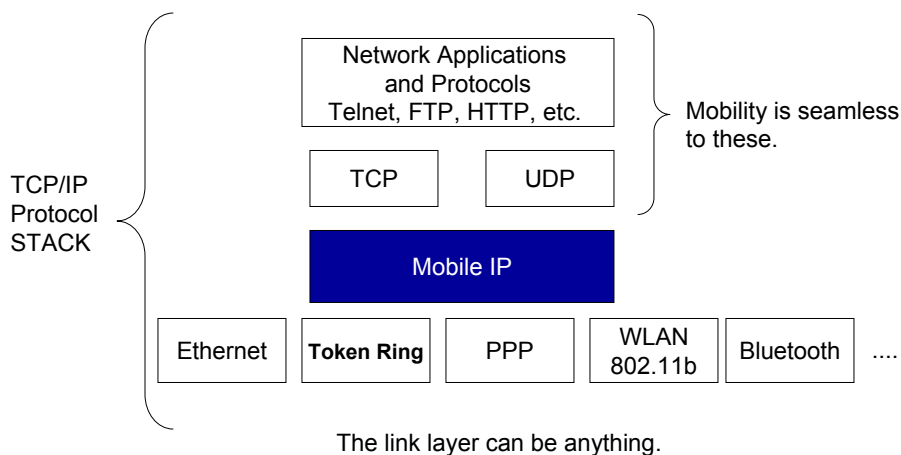 Network Applications
and Protocols
Telnet, FTP, HTTP, etc.
Mobility is seamless
to these.
TCP
UDP
TCP/IP
Protocol
STACK
Mobile IP
Ethernet
Token Ring
PPP
WLAN
802.11b
Bluetooth
....
The link layer can be anything.